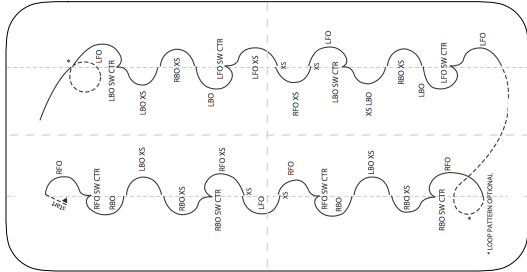 *
LFO
LBO SW CTR
LBO XS
RBO XS
LBO
LFO SW CTR
LFO XS
XS
RFO XS
XS
LFO
LBO SW CTR
XS LBO
RBO XS
LBO
LFO SW CTR
LFO
Start
RFO
RFO SW CTR
RBO
LBO XS
RBO XS
RBO SW CTR
RFO XS
XS
LFO
XS
RFO
RFO SW CTR
RBO
LBO XS
RBO XS
RBO SW CTR
RFO
*
* LOOP PATTERN OPTIONAL